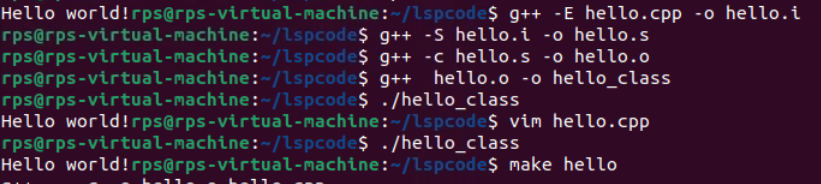 Hello world!rps@rps-virtual-machine:~/lspcode$ g++ -E hello.cpp -o hello.i
rps@rps-virtual-machine:~/lspcode$ g++ -S hello.i -o hello.s
rps@rps-virtual-machine:~/lspcode$ g++ -c hello.s -o hello.o
rps@rps-virtual-machine:~/lspcode$ g++  hello.o -o hello_class
rps@rps-virtual-machine:~/lspcode$ ./hello_class
Hello world!rps@rps-virtual-machine:~/lspcode$ vim hello.cpp
rps@rps-virtual-machine:~/lspcode$ ./hello_class
Hello world!rps@rps-virtual-machine:~/lspcode$ make hello